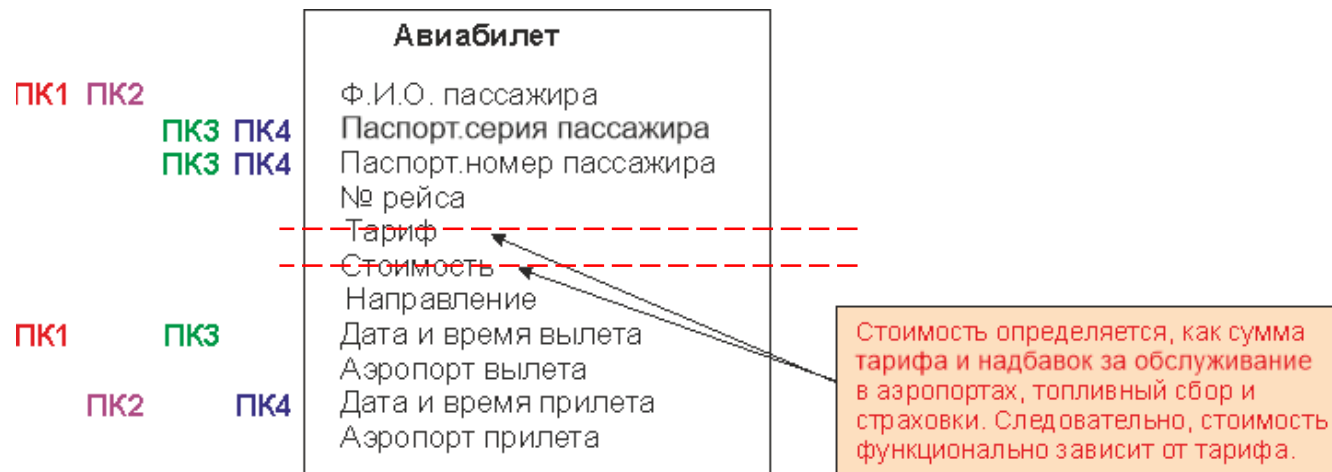 Авиабилет
ПК1 ПК2 Ф.И.О. пассажира
ПК3 ПК4 Паспорт.серия пассажира
ПК3 ПК4 Паспорт.номер пассажира
№ рейса
Тариф
Стоимость
Направление
ПК1 ПК3 Дата и время вылета
Аэропорт вылета
ПК2 ПК4 Дата и время прилета
Аэропорт прилета
Стоимость определяется, как сумма
тарифа и надбавок за обслуживание
в аэропортах, топливный сбор и
страховки. Следовательно, стоимость
функционально зависит от тарифа.